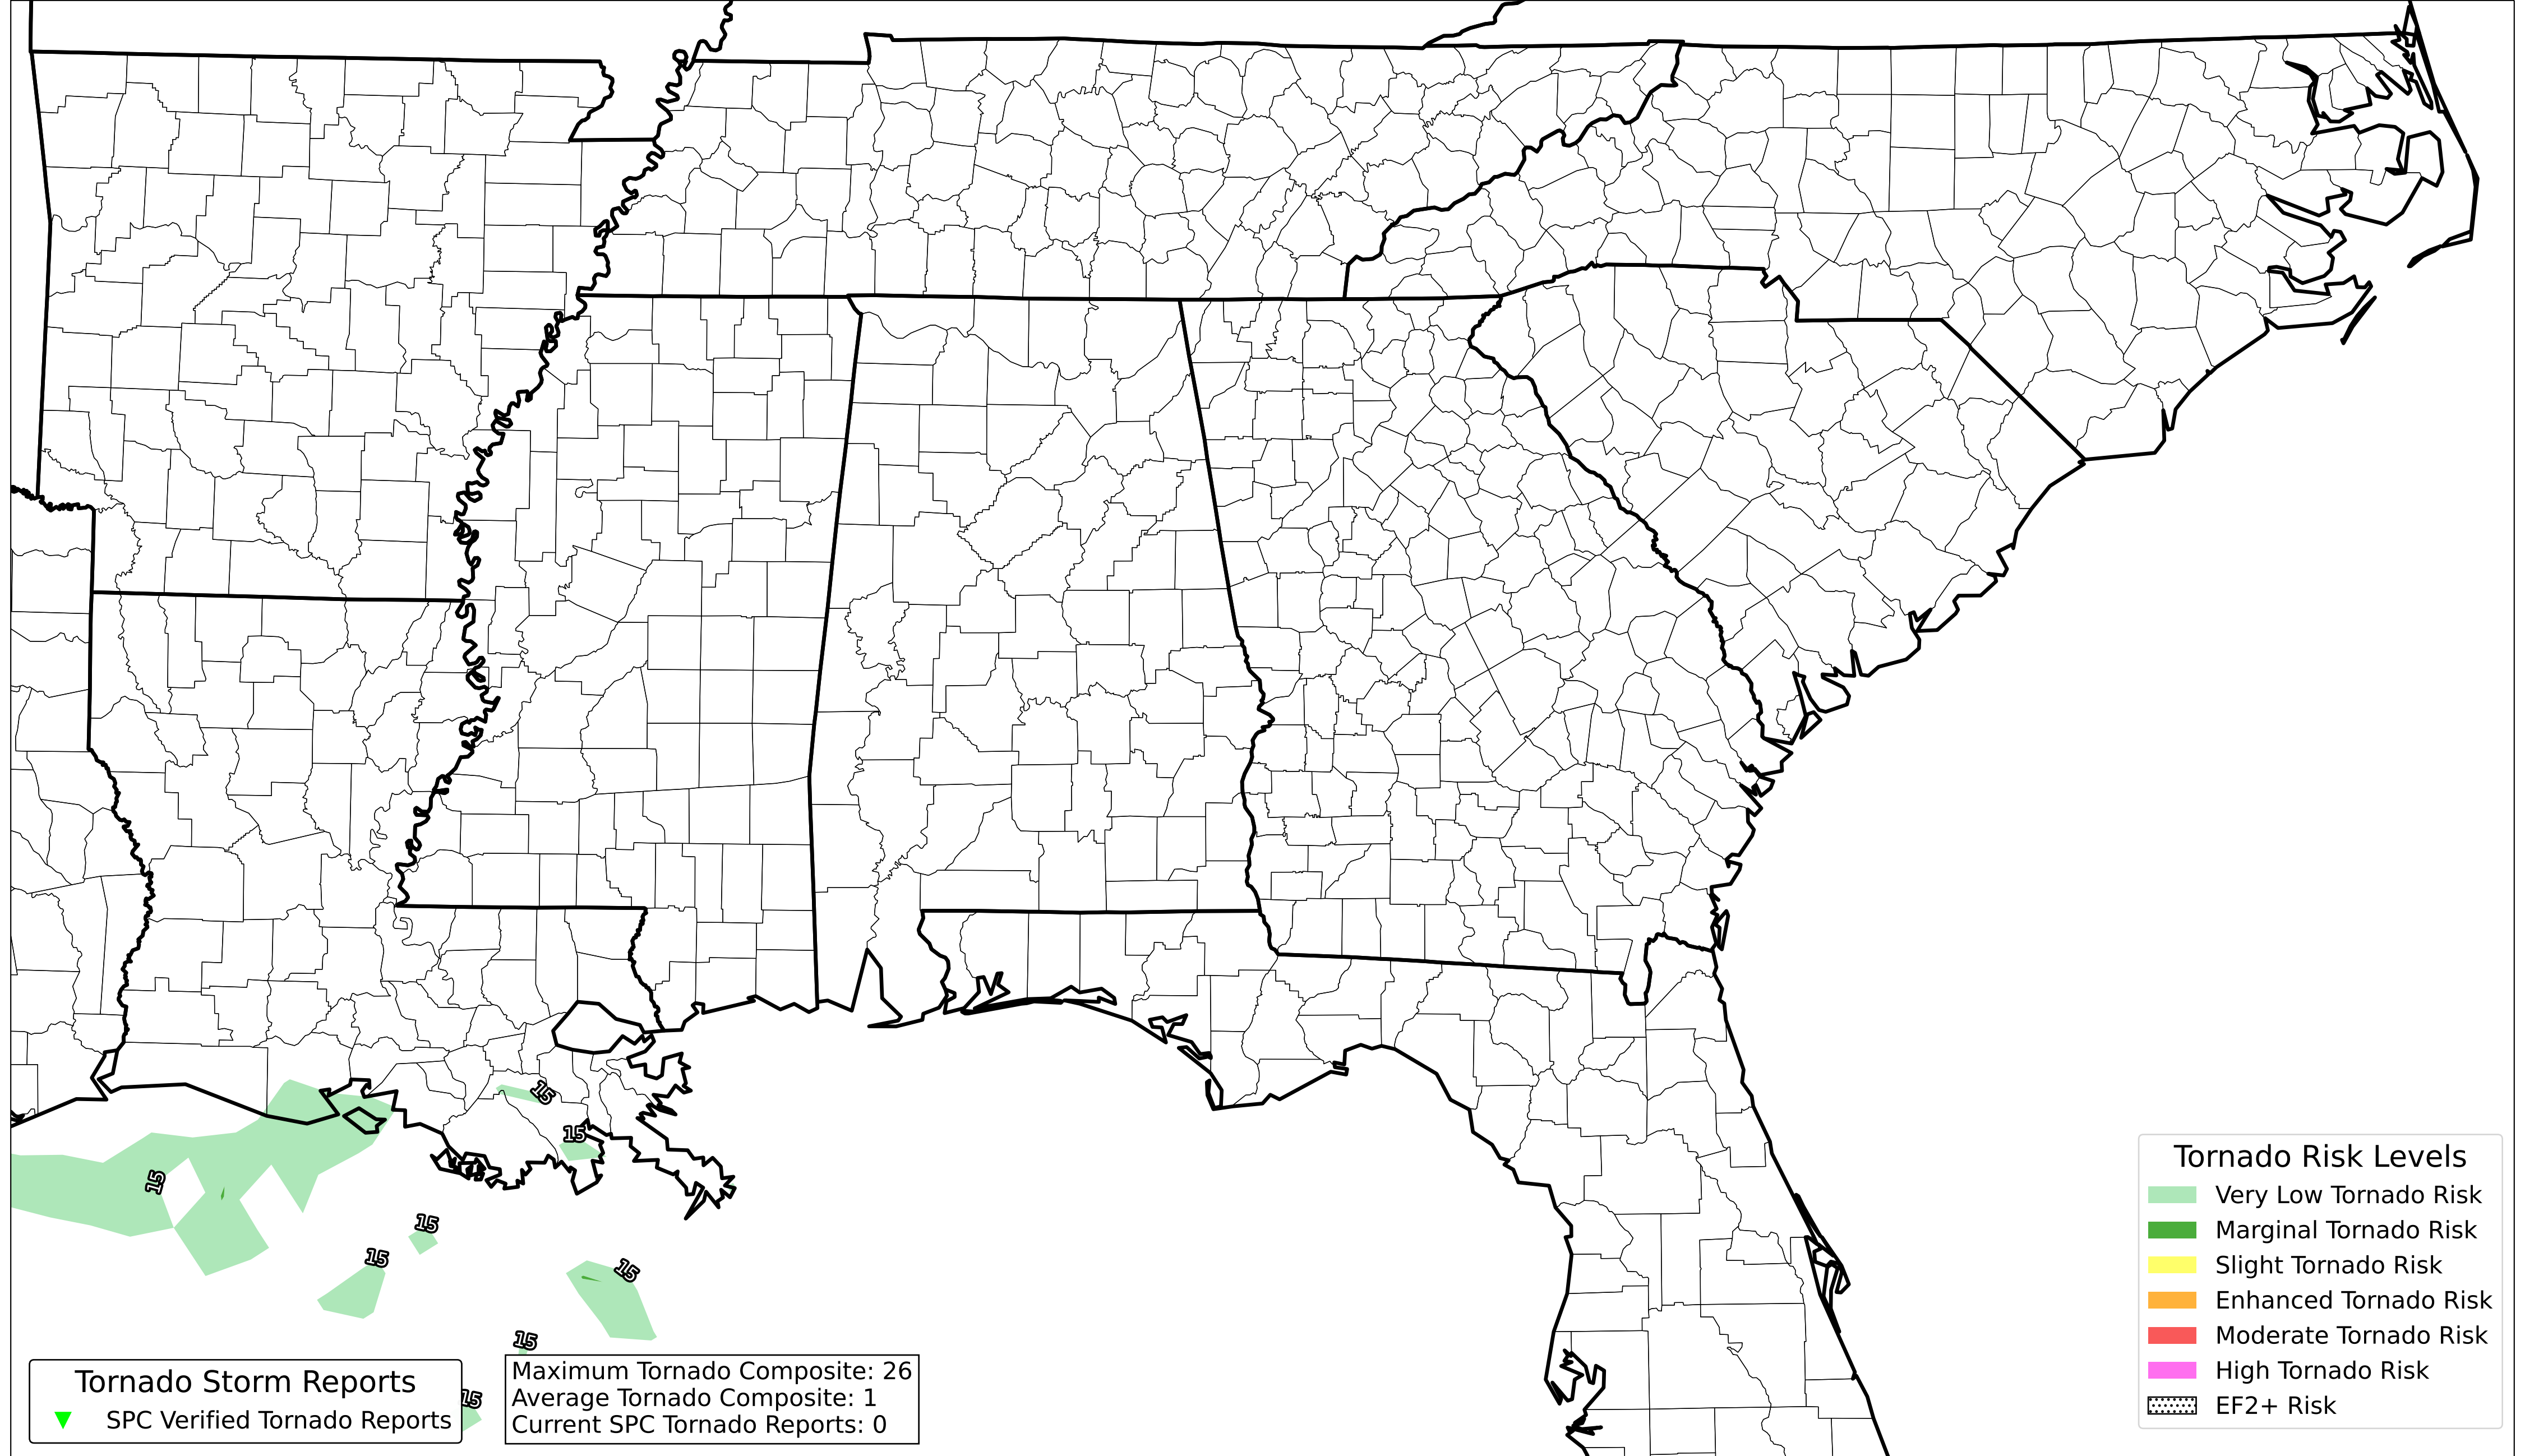 15
15
15
15
15
15
15
15
Tornado Storm Reports
SPC Verified Tornado Reports
Maximum Tornado Composite: 26
Average Tornado Composite: 1
Current SPC Tornado Reports: 0
Tornado Risk Levels
Very Low Tornado Risk
Marginal Tornado Risk
Slight Tornado Risk
Enhanced Tornado Risk
Moderate Tornado Risk
High Tornado Risk
EF2+ Risk